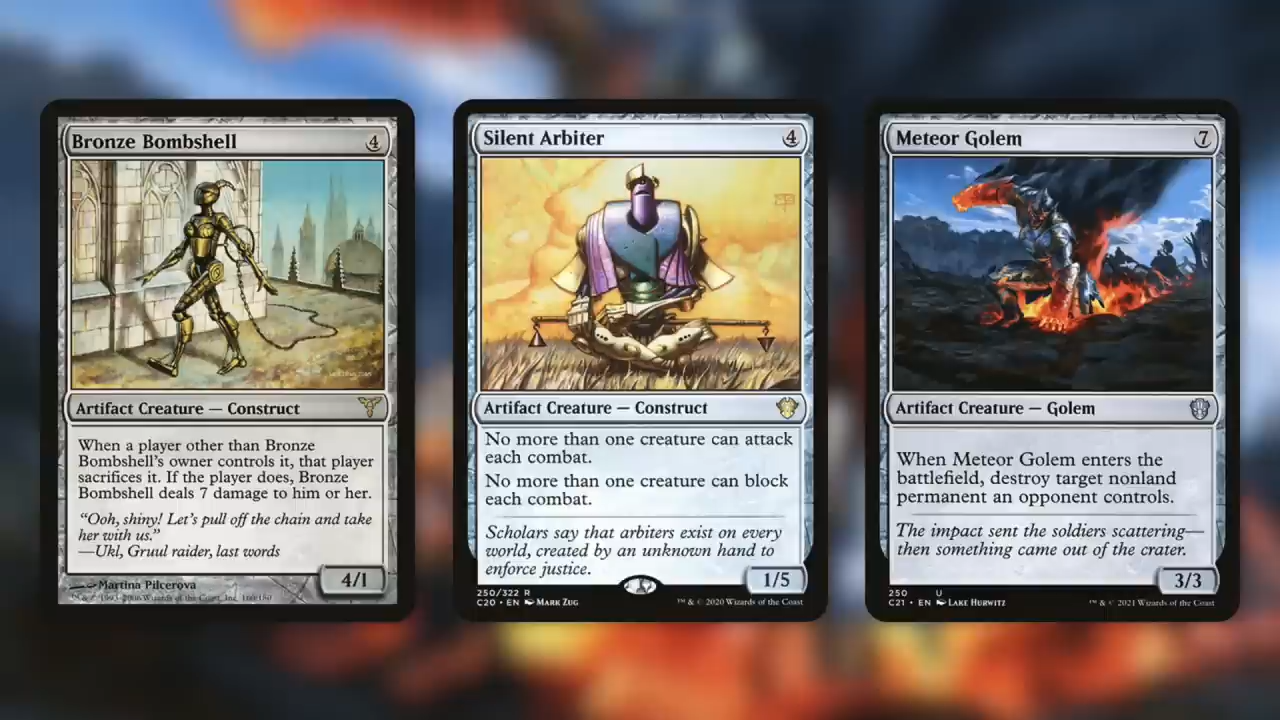 Bronze Bombshell
4
Artifact Creature — Construct
When a player other than Bronze
Bombshell's owner controls it, that player
sacrifices it. If the player does, Bronze
Bombshell deals 7 damage to him or her.
“Ooh, shiny! Let's pull off the chain and take
her with us.”
—Ukl, Gruul raider, last words
4/1
Martina Pilcerova
Silent Arbiter
4
Artifact Creature — Construct
No more than one creature can attack
each combat.
No more than one creature can block
each combat.
Scholars say that arbiters exist on every
world, created by an unknown hand to
enforce justice.
1/5
250/322 R
C20 • EN MARK ZUG
™ & © 2020 Wizards of the Coast
Meteor Golem
7
Artifact Creature — Golem
When Meteor Golem enters the
battlefield, destroy target nonland
permanent an opponent controls.
The impact sent the soldiers scattering—
then something came out of the crater.
3/3
250 U
C21 • EN LAKE HURWITZ
™ & © 2021 Wizards of the Coast